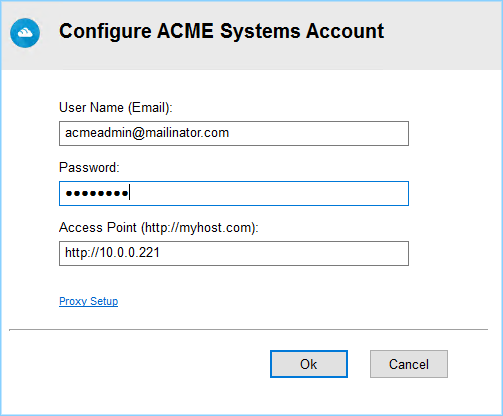 Configure ACME Systems Account
User Name (Email):
acmeadmin@mailinator.com
Password:
●●●●●●●●
Access Point (http://myhost.com):
http://10.0.0.221
Proxy Setup
Ok Cancel